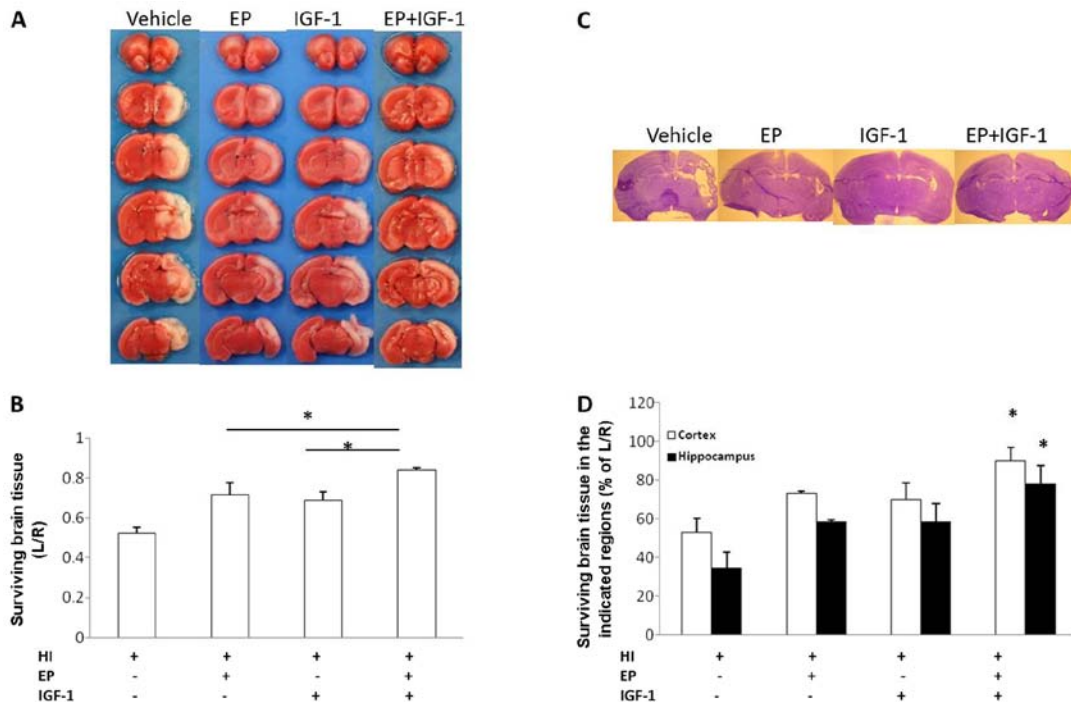 A
Vehicle EP IGF-1 EP+IGF-1
B
*
*
Surviving brain tissue
(L/R)
1
0.8
0.6
0.4
0.2
0
HI + + + +
EP - + - +
IGF-1 - - + +
C
Vehicle EP IGF-1 EP+IGF-1
D
Surviving brain tissue in the
indicated regions (% of L/R)
120
100
80
60
40
20
0
Cortex
Hippocampus
*
*
HI + + + +
EP - + - +
IGF-1 - - + +